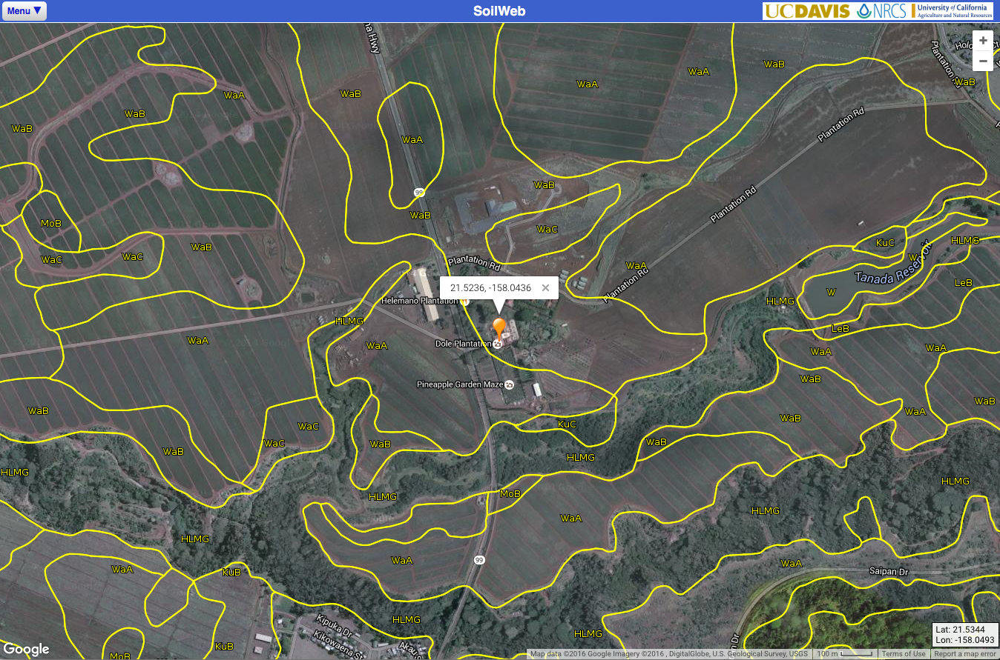 Menu ▼
SoilWeb
UCDAVIS
NRCS
University of California
Agriculture and Natural Resources
na Hwy
+
−
Plantation Rd
WaA
WaB
WaA
WaB
WaA
WaB
WaB
WaB
WaB
WaA
Plantation Rd
WaB
99
Plantation Rd
WaB
MoB
WaC
KuC
HLMG
WaB
W
Tanada Reservoir
WaC
WaC
Plantation Rd
WaA
Plantation Rd
LeB
21.5236, -158.0436 ×
W
Helemano Plantation
HLMG
HLMG
LeB
WaA
WaA
Dole Plantation
WaA
WaA
Pineapple Garden Maze
WaB
WaB
WaB
WaA
WaC
KuC
WaB
WaC
WaB
WaB
WaB
HLMG
HLMG
HLMG
HLMG
MoB
HLMG
WaA
HLMG
WaA
99
WaA
WaA
KuB
Saipan Dr
HLMG
Kipuka Dr
HLMG
Kikowaena St
KuB
MoB
Dr
Lat: 21.5344
Lon: -158.0493
Google
Map data ©2016 Google Imagery ©2016 , DigitalGlobe, U.S. Geological Survey, USGS
100 m
Terms of Use
Report a map error